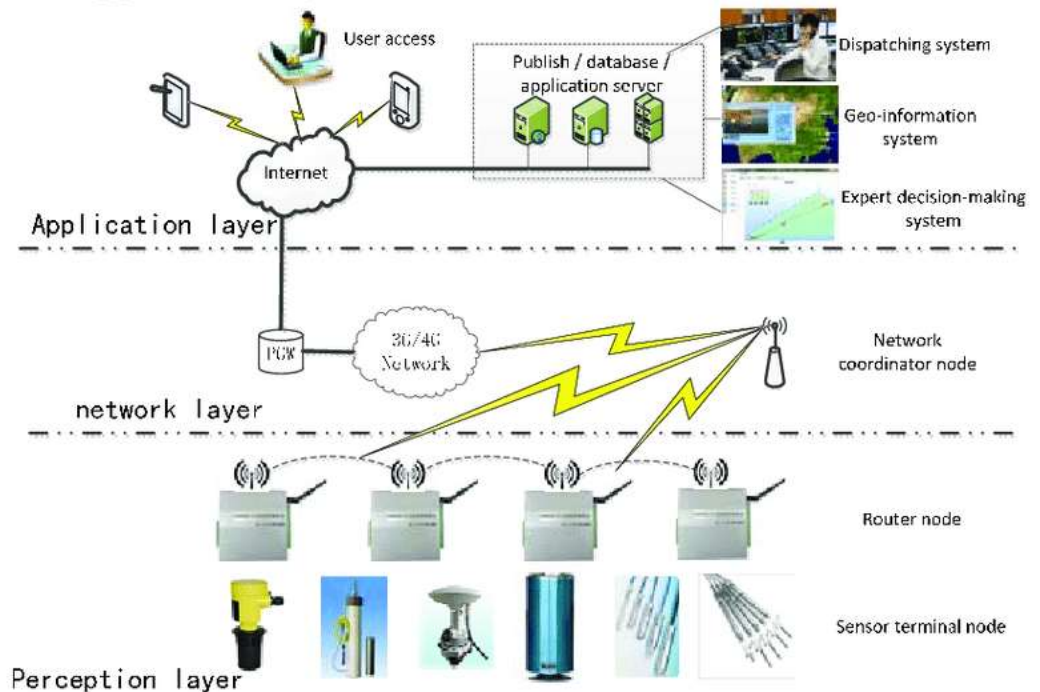 User access
Publish / database /
application server
Dispatching system
Geo-information
system
Internet
Expert decision-making
system
Application layer
PGW
3G/4G
Network
Network
coordinator node
network layer
Router node
Sensor terminal node
Perception layer